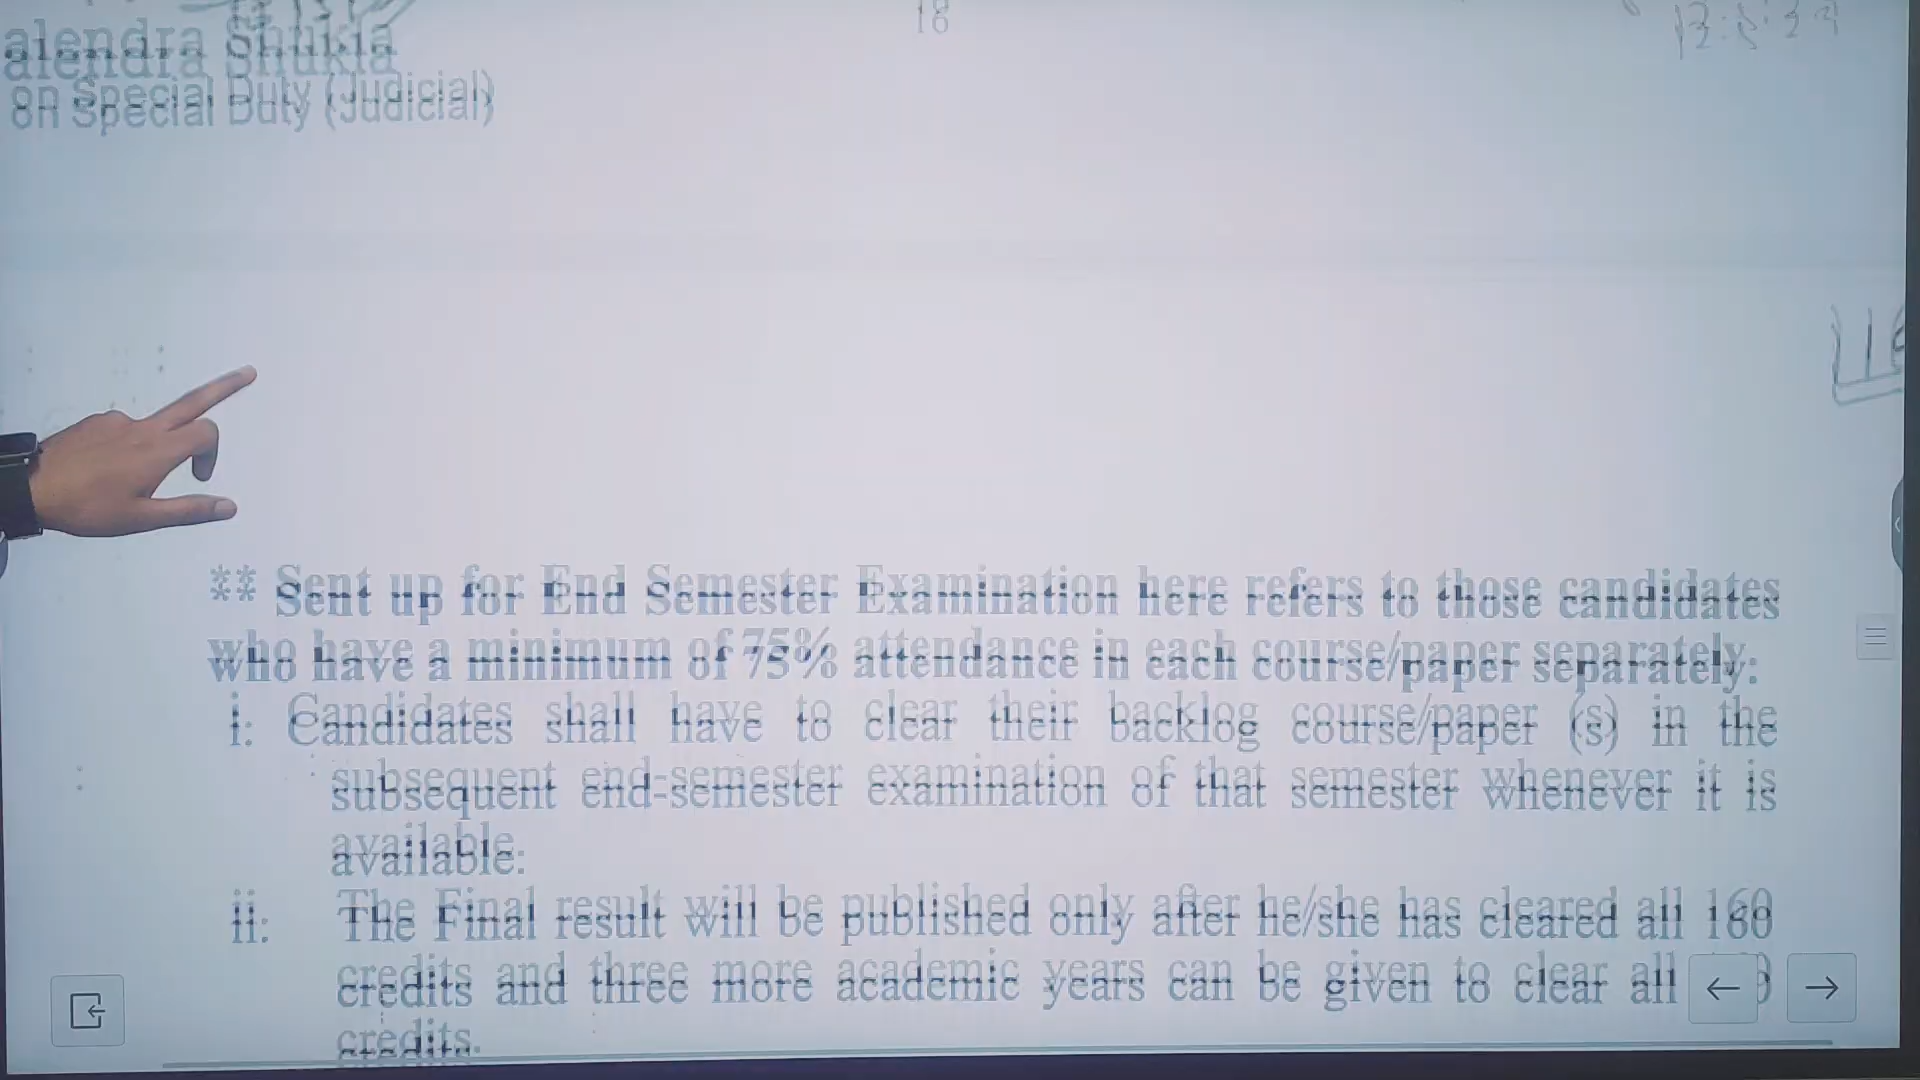 18
alendra Shukla
on Special Duty (Judicial)
** Sent up for End Semester Examination here refers to those candidates
who have a minimum of 75% attendance in each course/paper separately.
i. Candidates shall have to clear their backlog course/paper (s) in the
subsequent end-semester examination of that semester whenever it is
available.
ii. The Final result will be published only after he/she has cleared all 160
credits and three more academic years can be given to clear all
credits.